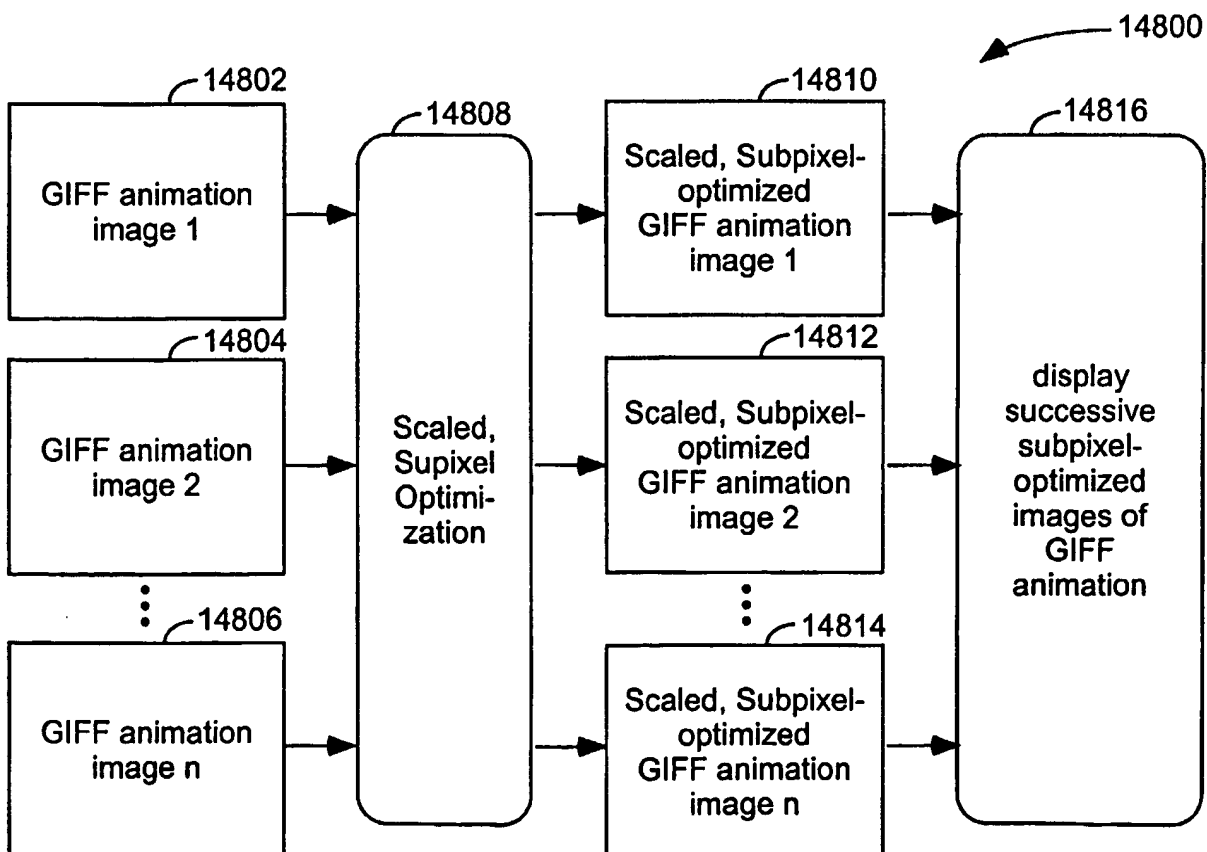 14800
14802
GIFF animation
image 1
14804
GIFF animation
image 2
14806
GIFF animation
image n
14808
Scaled,
Supixel
Optimi-
zation
14810
Scaled, Subpixel-
optimized
GIFF animation
image 1
14812
Scaled, Subpixel-
optimized
GIFF animation
image 2
14814
Scaled, Subpixel-
optimized
GIFF animation
image n
14816
display
successive
subpixel-
optimized
images of
GIFF
animation